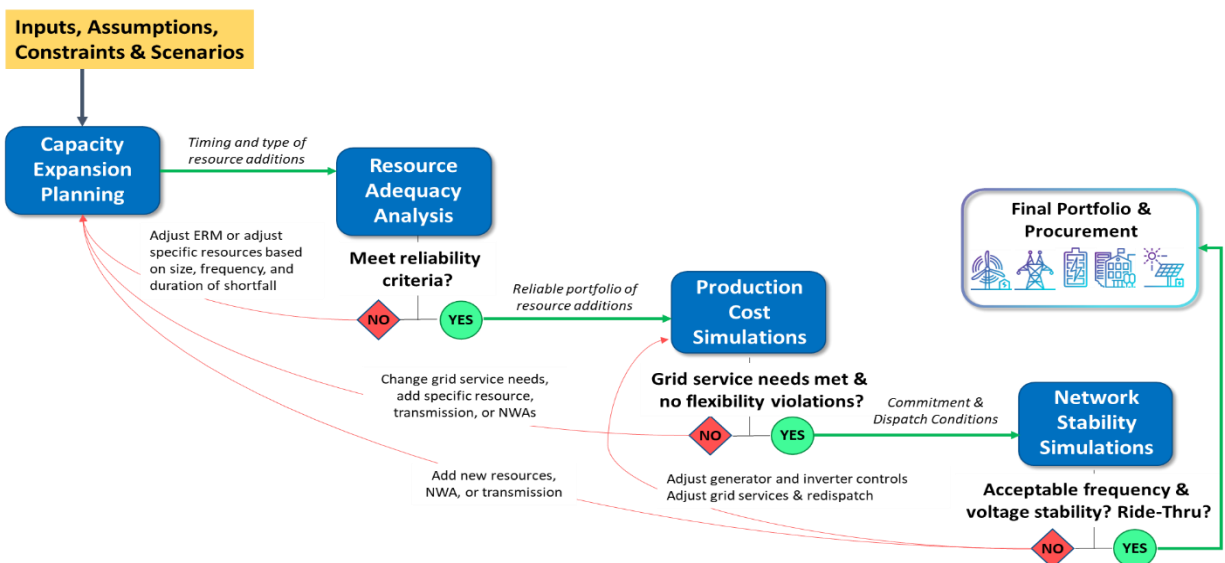 Inputs, Assumptions,
Constraints & Scenarios
Capacity
Expansion
Planning
Timing and type of
resource additions
Resource
Adequacy
Analysis
Adjust ERM or adjust
specific resources based
on size, frequency, and
duration of shortfall
Meet reliability
criteria?
NO
YES
Reliable portfolio of
resource additions
Production
Cost
Simulations
Final Portfolio &
Procurement
Change grid service needs,
add specific resource,
transmission, or NWAs
Grid service needs met &
no flexibility violations?
NO
YES
Commitment &
Dispatch Conditions
Network
Stability
Simulations
Add new resources,
NWA, or transmission
Adjust generator and inverter controls
Adjust grid services & redispatch
Acceptable frequency &
voltage stability? Ride-Thru?
NO
YES